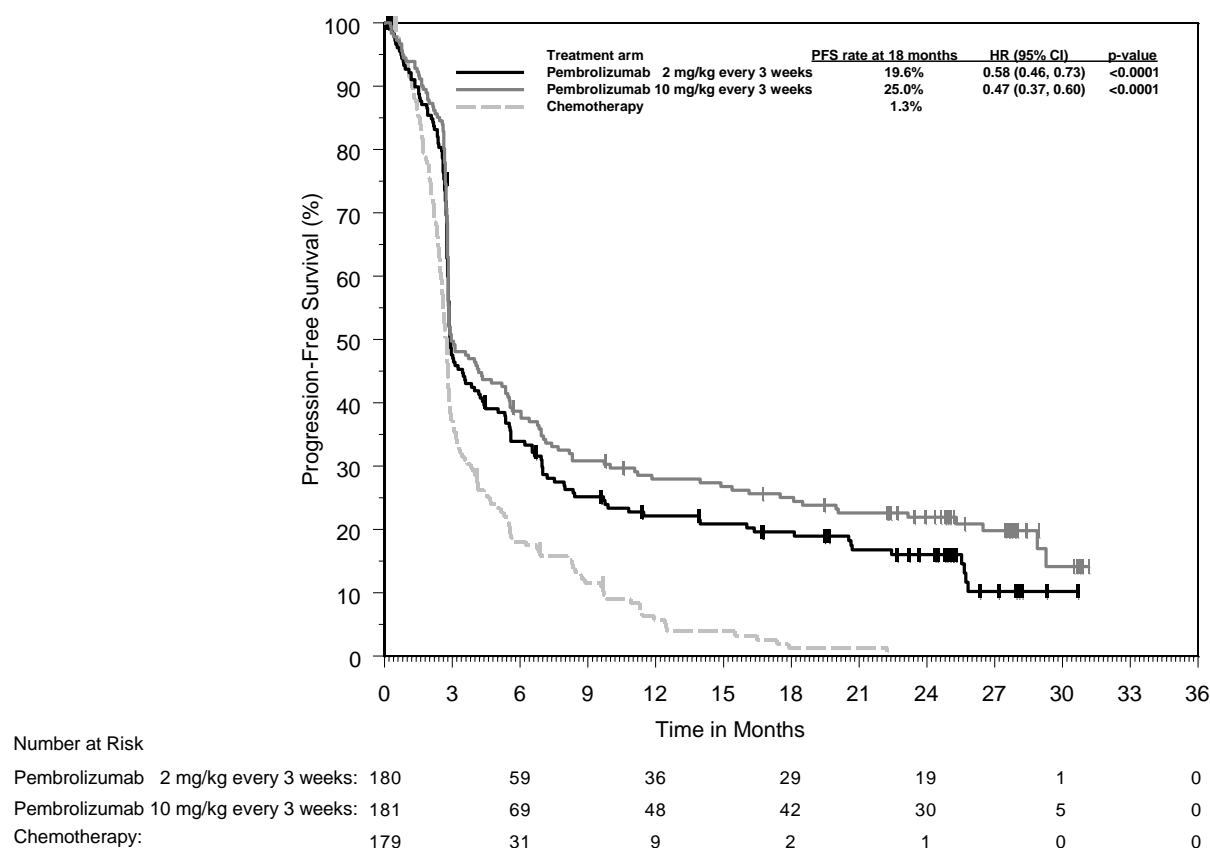 Treatment arm PFS rate at 18 months HR (95% CI) p-value
Pembrolizumab 2 mg/kg every 3 weeks 19.6% 0.58 (0.46, 0.73) <0.0001
Pembrolizumab 10 mg/kg every 3 weeks 25.0% 0.47 (0.37, 0.60) <0.0001
Chemotherapy 1.3%
Progression-Free Survival (%)
100
90
80
70
60
50
40
30
20
10
0
0 3 6 9 12 15 18 21 24 27 30 33 36
Time in Months
Number at Risk
Pembrolizumab 2 mg/kg every 3 weeks: 180 59 36 29 19 1 0
Pembrolizumab 10 mg/kg every 3 weeks: 181 69 48 42 30 5 0
Chemotherapy: 179 31 9 2 1 0 0